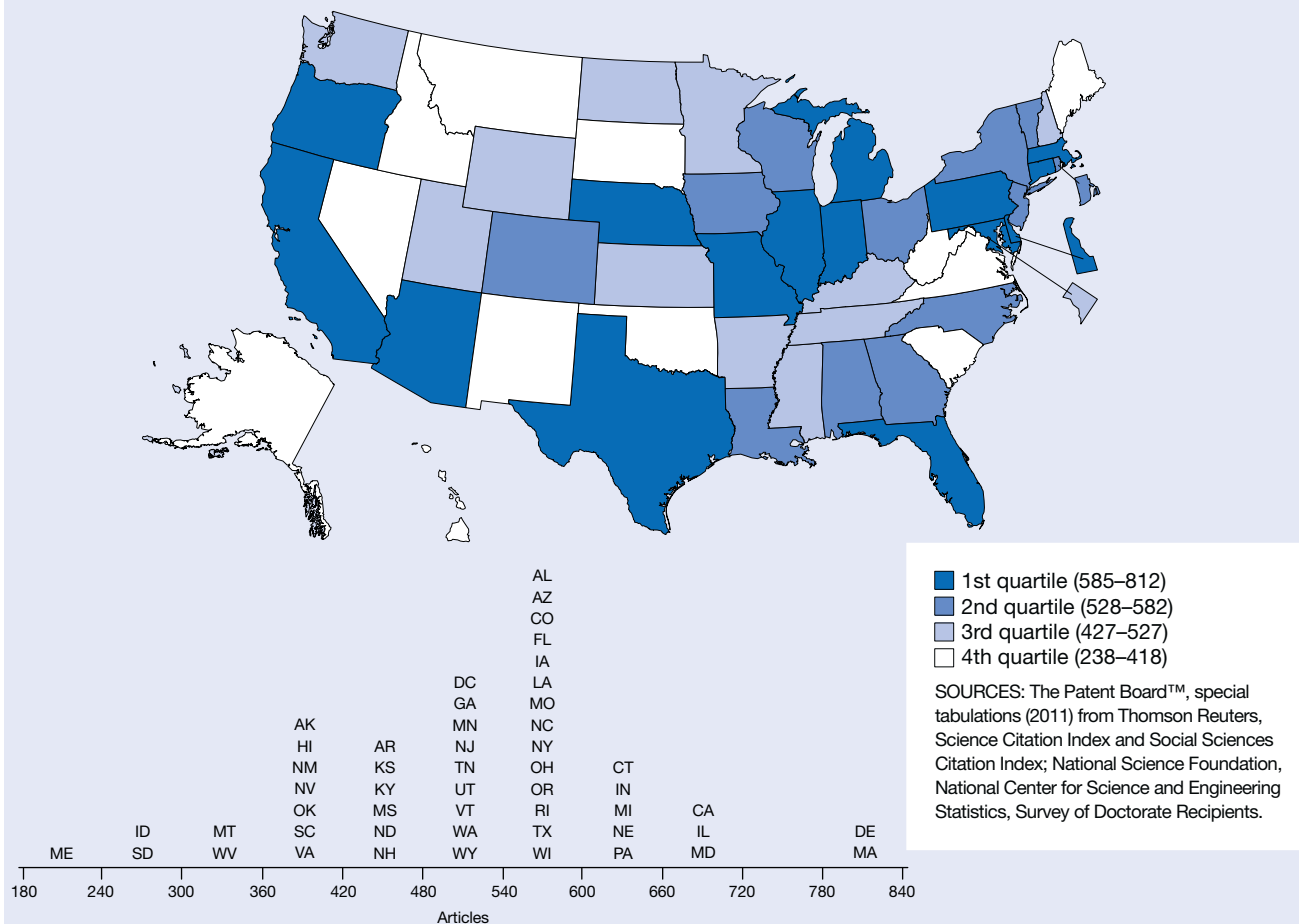 1st quartile (585–812)
2nd quartile (528–582)
3rd quartile (427–527)
4th quartile (238–418)
SOURCES: The Patent Board™, special
tabulations (2011) from Thomson Reuters,
Science Citation Index and Social Sciences
Citation Index; National Science Foundation,
National Center for Science and Engineering
Statistics, Survey of Doctorate Recipients.
AL
AZ
CO
FL
IA
DC LA
GA MO
AK MN NC
HI AR NJ NY
NM KS TN OH CT
NV KY UT OR IN
OK MS VT RI MI CA
ID MT SC ND WA TX NE IL DE
ME SD WV VA NH WY WI PA MD MA
180 240 300 360 420 480 540 600 660 720 780 840
Articles